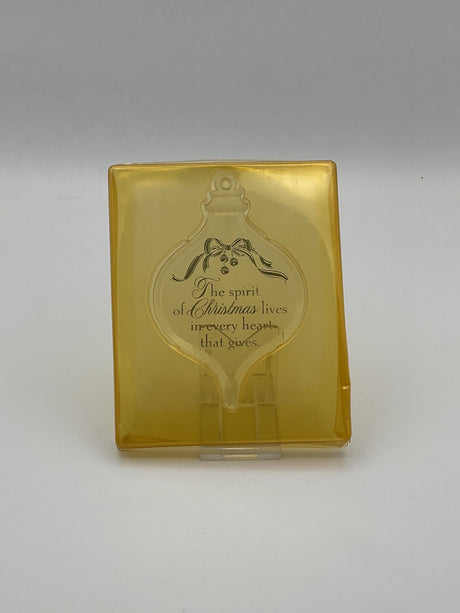 The spirit
of Christmas lives
in every heart
that gives.